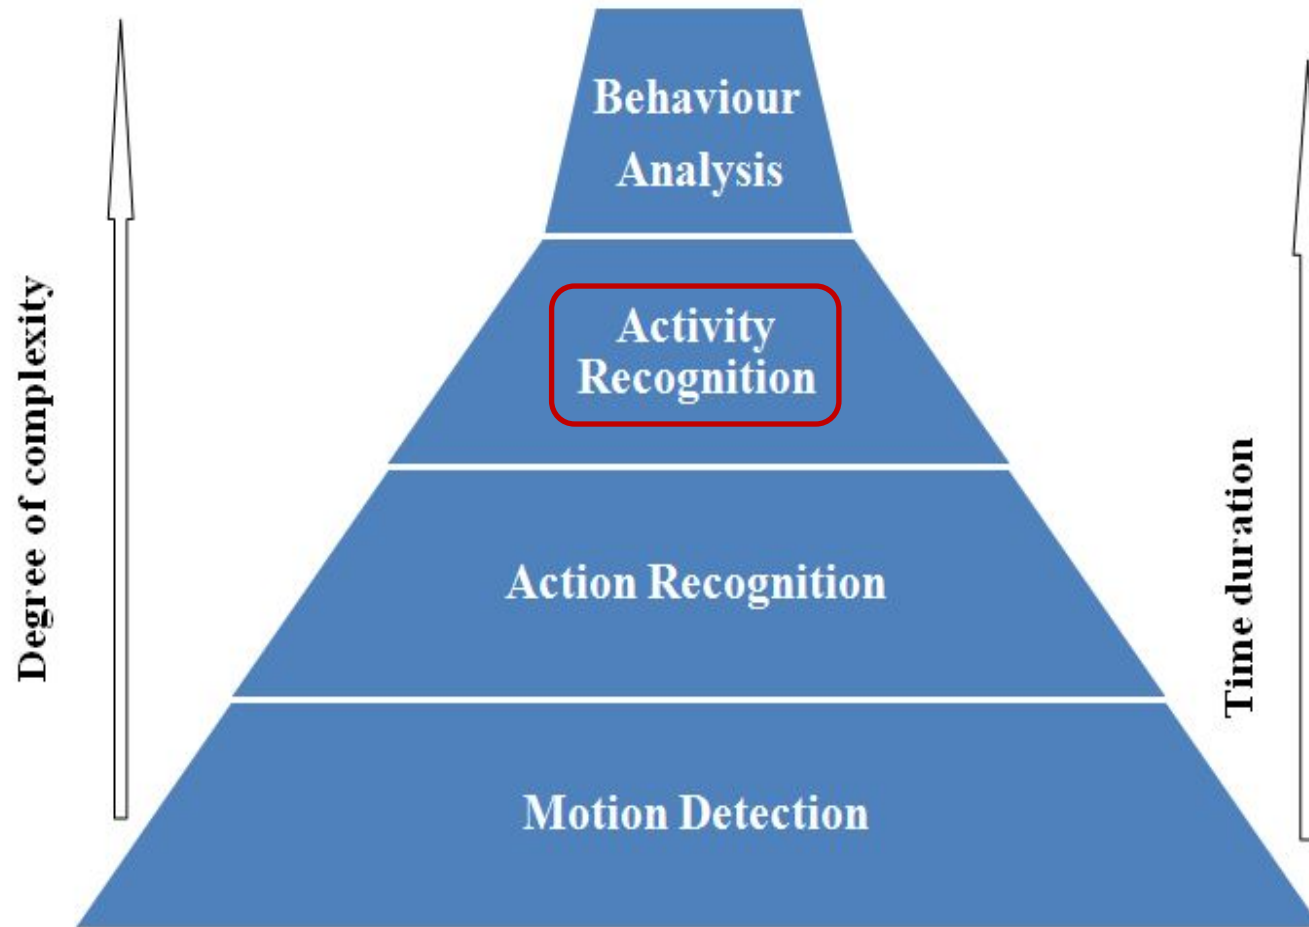 Behaviour
Analysis
Activity
Recognition
Action Recognition
Motion Detection
Degree of complexity
Time duration